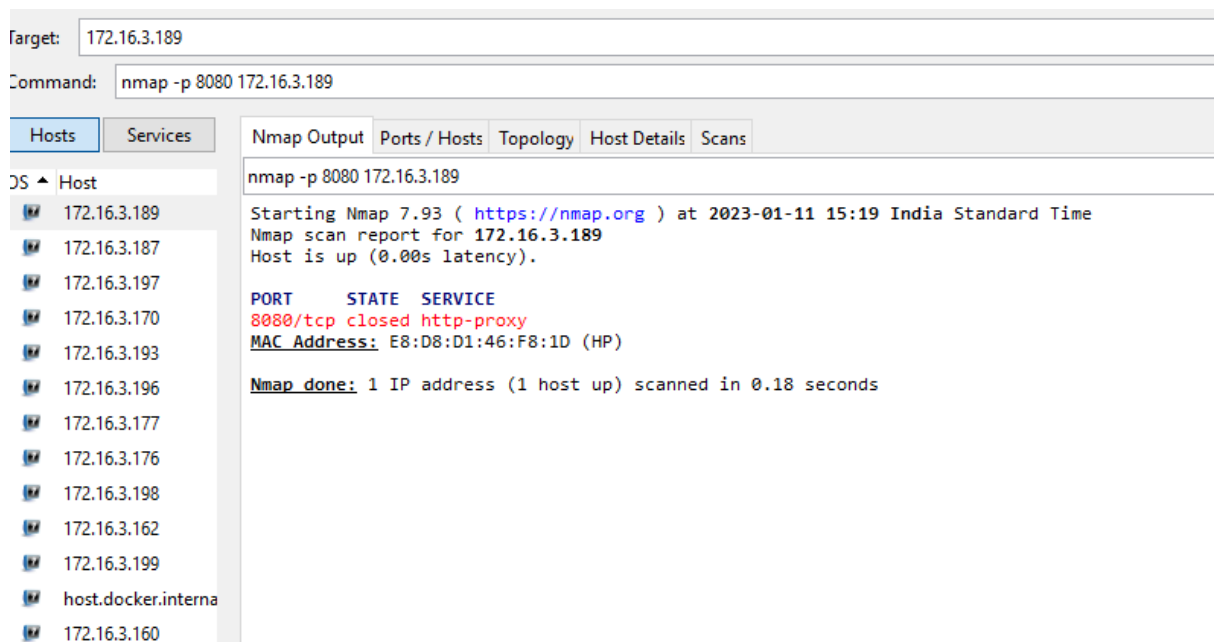 Target: 172.16.3.189
Command: nmap -p 8080 172.16.3.189
Hosts Services
OS Host
172.16.3.189
172.16.3.187
172.16.3.197
172.16.3.170
172.16.3.193
172.16.3.196
172.16.3.177
172.16.3.176
172.16.3.198
172.16.3.162
172.16.3.199
host.docker.interna
172.16.3.160
Nmap Output Ports / Hosts Topology Host Details Scans
nmap -p 8080 172.16.3.189
Starting Nmap 7.93 ( https://nmap.org ) at 2023-01-11 15:19 India Standard Time
Nmap scan report for 172.16.3.189
Host is up (0.00s latency).
PORT STATE SERVICE
8080/tcp closed http-proxy
MAC Address: E8:D8:D1:46:F8:1D (HP)
Nmap done: 1 IP address (1 host up) scanned in 0.18 seconds